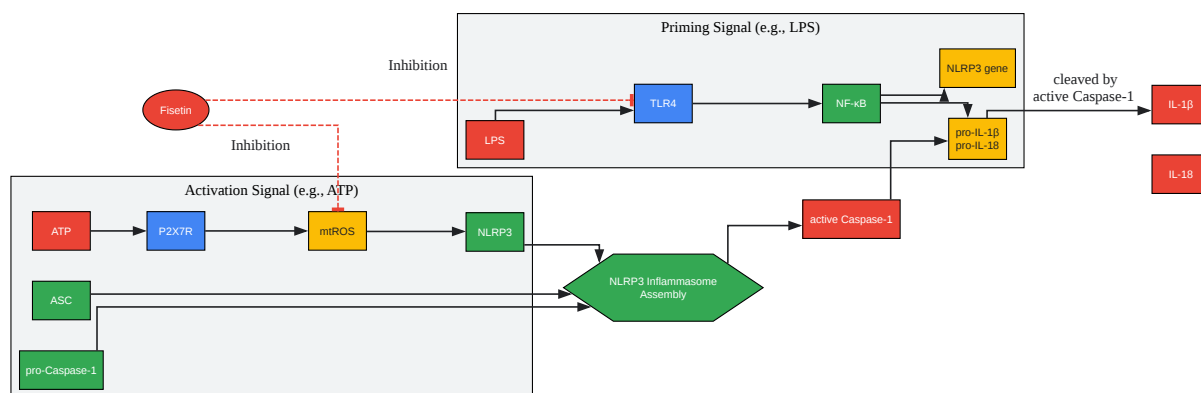 Priming Signal (e.g., LPS)
Inhibition
NLRP3 gene
cleaved by
active Caspase-1
Fisetin
TLR4
NF-κB
IL-1β
LPS
pro-IL-1β
pro-IL-18
Inhibition
IL-18
Activation Signal (e.g., ATP)
active Caspase-1
ATP
P2X7R
mtROS
NLRP3
NLRP3 Inflammasome
Assembly
ASC
pro-Caspase-1